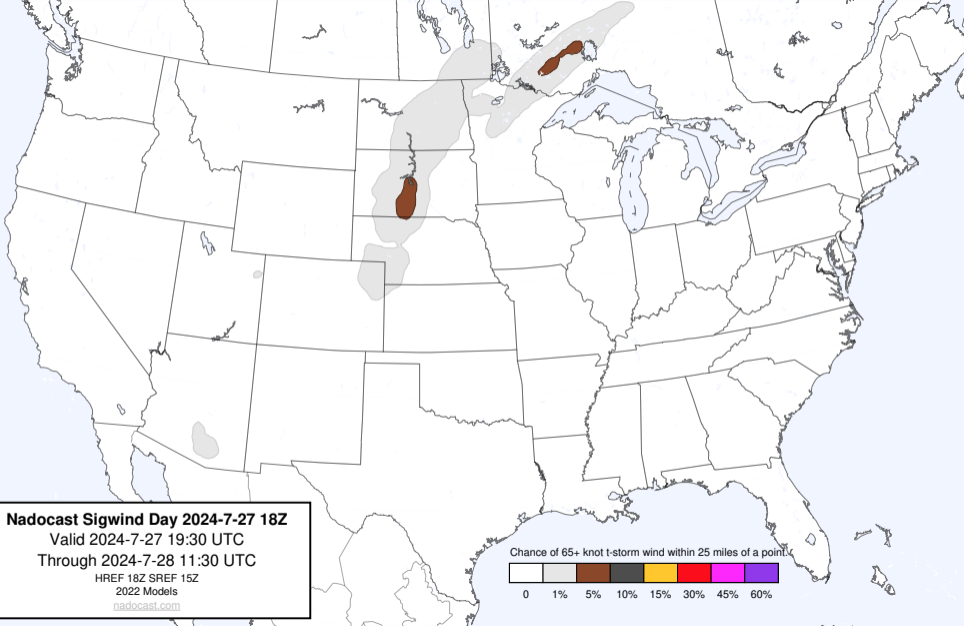 Nadocast Sigwind Day 2024-7-27 18Z
Valid 2024-7-27 19:30 UTC
Through 2024-7-28 11:30 UTC
HREF 18Z SREF 15Z
2022 Models
nadocast.com
Chance of 65+ knot t-storm wind within 25 miles of a point.
0 1% 5% 10% 15% 30% 45% 60%